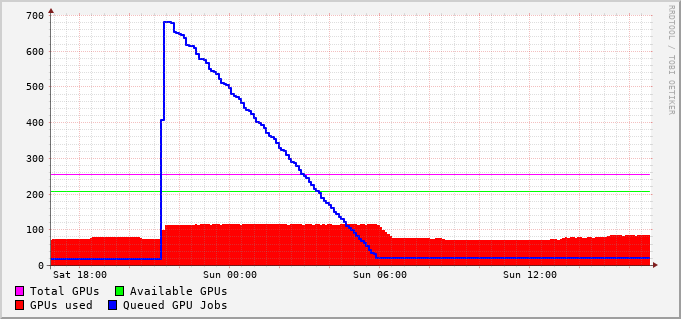 700
600
500
400
300
200
100
0
Sat 18:00 Sun 00:00 Sun 06:00 Sun 12:00
Total GPUs Available GPUs
GPUs used Queued GPU Jobs
RRDTOOL / TOBI OETIKER